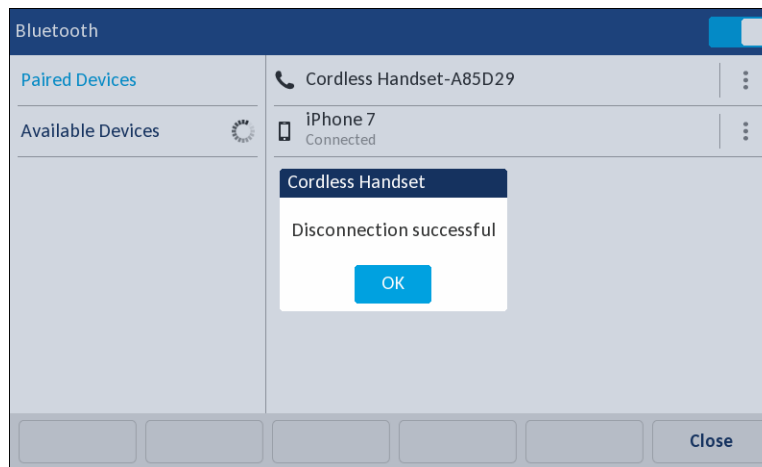 Bluetooth
Paired Devices
Available Devices
Cordless Handset-A85D29
iPhone 7
Connected
Cordless Handset
Disconnection successful
OK
Close